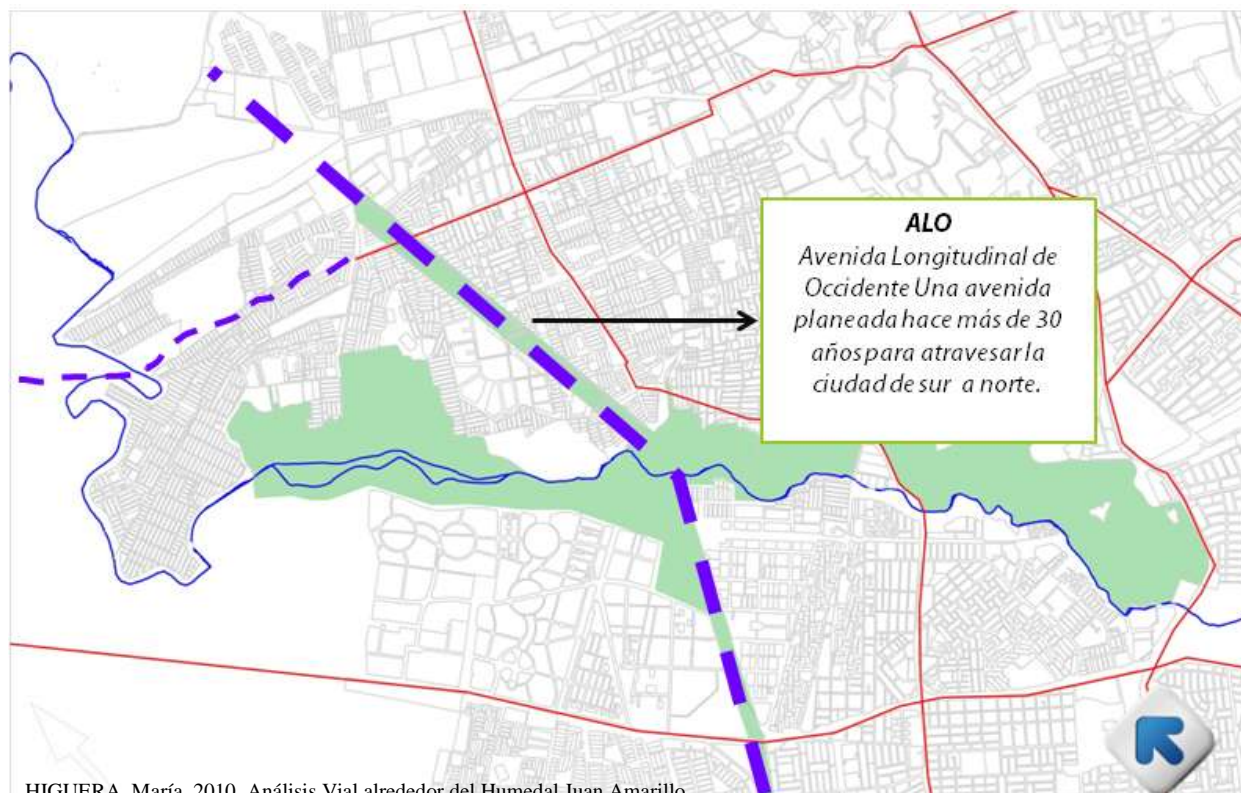 ALO
Avenida Longitudinal de
Occidente Una avenida
planeada hace más de 30
años para atravesar la
ciudad de sur a norte.
HIGUERA, María, 2010. Análisis Vial alrededor del Humedal Juan Amarillo